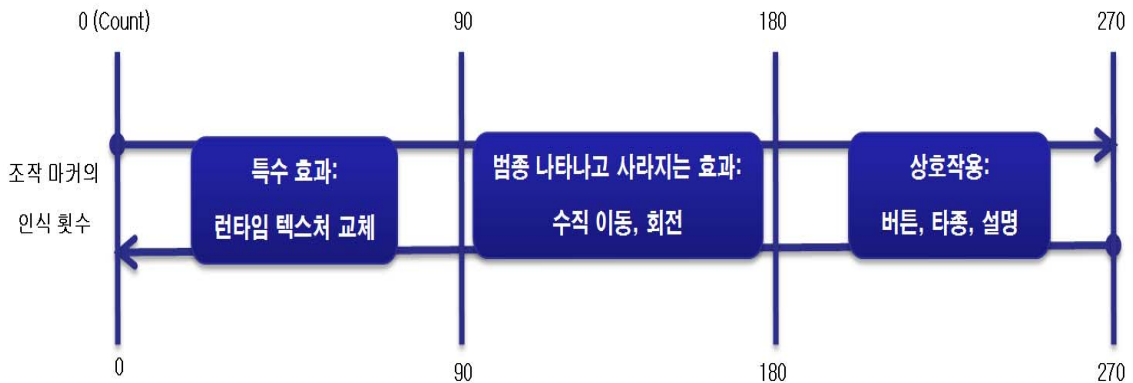 0 (Count)
90
180
270
조작 마커의
인식 횟수
특수 효과:
런타임 텍스처 교체
범종 나타나고 사라지는 효과:
수직 이동, 회전
상호작용:
버튼, 타종, 설명
0
90
180
270